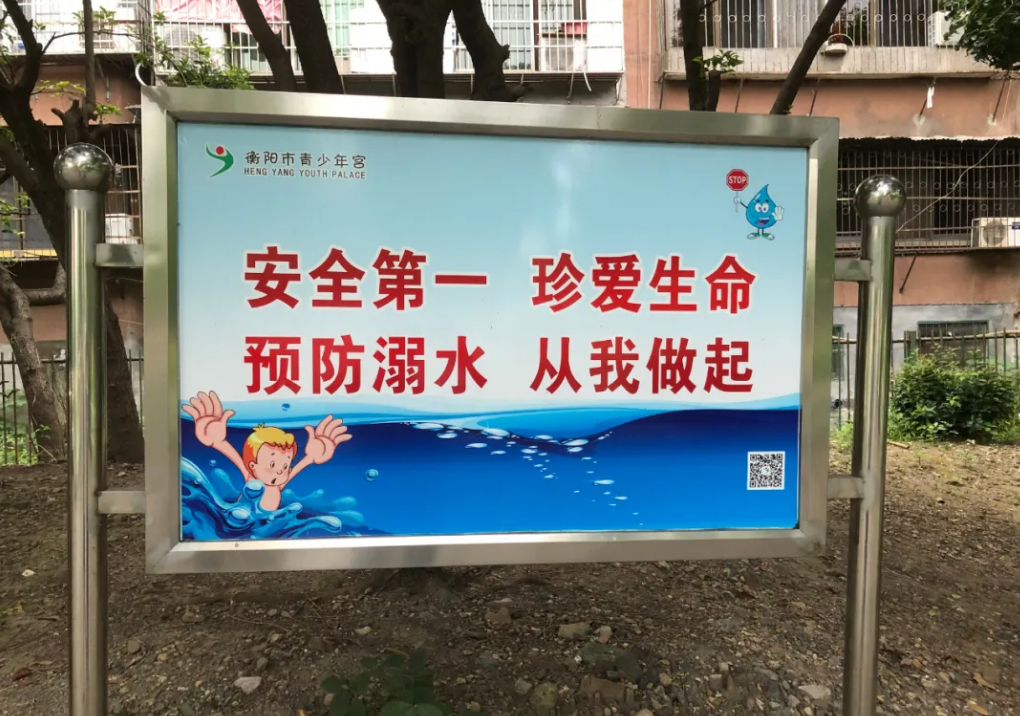 衡阳市青少年宫
HENG YANG YOUTH PALACE
STOP
安全第一 珍爱生命
预防溺水 从我做起